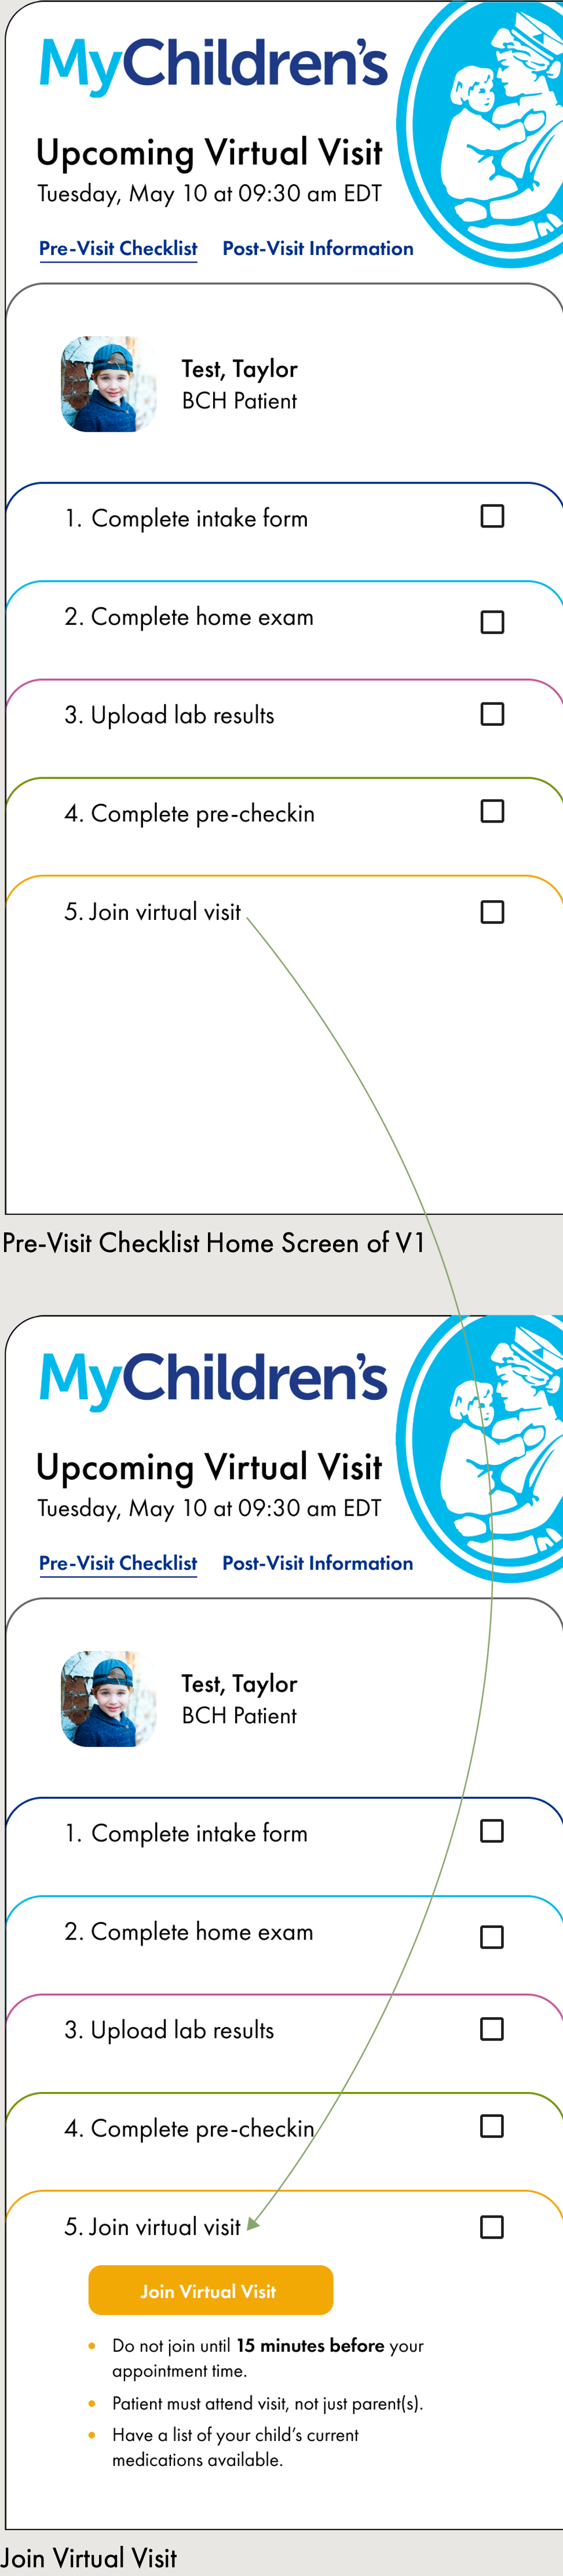 MyChildren's
Upcoming Virtual Visit
Tuesday, May 10 at 09:30 am EDT
Pre-Visit Checklist Post-Visit Information
Test, Taylor
BCH Patient
1. Complete intake form
2. Complete home exam
3. Upload lab results
4. Complete pre-checkin
5. Join virtual visit
Pre-Visit Checklist Home Screen of V1
MyChildren's
Upcoming Virtual Visit
Tuesday, May 10 at 09:30 am EDT
Pre-Visit Checklist Post-Visit Information
Test, Taylor
BCH Patient
1. Complete intake form
2. Complete home exam
3. Upload lab results
4. Complete pre-checkin
5. Join virtual visit
Join Virtual Visit
• Do not join until 15 minutes before your
appointment time.
• Patient must attend visit, not just parent(s).
• Have a list of your child's current
medications available.
Join Virtual Visit